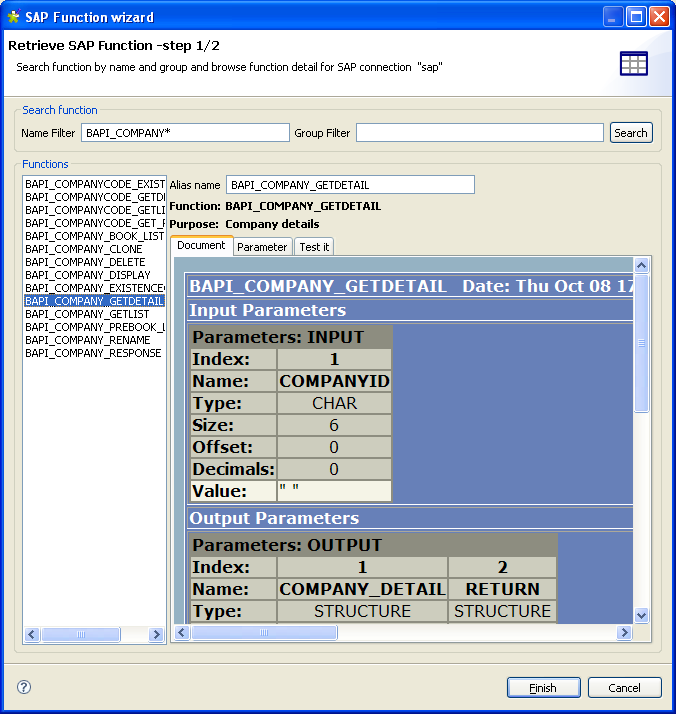 SAP Function wizard
Retrieve SAP Function -step 1/2
Search function by name and group and browse function detail for SAP connection "sap"
Search function
Name Filter BAPI_COMPANY* Group Filter Search
Functions
BAPI_COMPANYCODE_EXIST
BAPI_COMPANYCODE_GETD
BAPI_COMPANYCODE_GETLI
BAPI_COMPANYCODE_GET_
BAPI_COMPANY_BOOK_LIST
BAPI_COMPANY_CLONE
BAPI_COMPANY_DELETE
BAPI_COMPANY_DISPLAY
BAPI_COMPANY_EXISTENCE
BAPI_COMPANY_GETDETAIL
BAPI_COMPANY_GETLIST
BAPI_COMPANY_PREBOOK_L
BAPI_COMPANY_RENAME
BAPI_COMPANY_RESPONSE
Alias name BAPI_COMPANY_GETDETAIL
Function: BAPI_COMPANY_GETDETAIL
Purpose: Company details
Document Parameter Test it
BAPI_COMPANY_GETDETAIL Date: Thu Oct 08 17
Input Parameters
Parameters: INPUT
Index: 1
Name: COMPANYID
Type: CHAR
Size: 6
Offset: 0
Decimals: 0
Value: " "
Output Parameters
Parameters: OUTPUT
Index: 1 2
Name: COMPANY_DETAIL RETURN
Type: STRUCTURE STRUCTURE
Finish Cancel